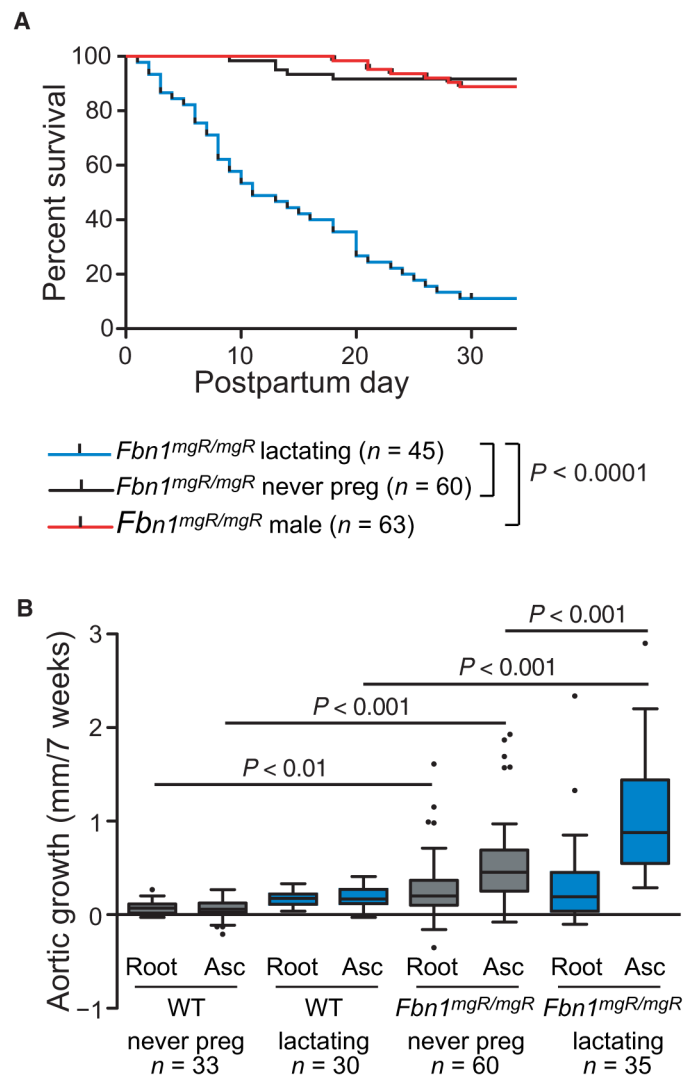 A
100
80
60
40
20
0
Percent survival
0 10 20 30
Postpartum day
Fbn1mgR/mgR lactating (n = 45)
Fbn1mgR/mgR never preg (n = 60)
Fbn1mgR/mgR male (n = 63)
P < 0.0001
B
Aortic growth (mm/7 weeks)
3
2
1
0
−1
P < 0.001
P < 0.001
P < 0.001
P < 0.01
Root Asc Root Asc Root Asc Root Asc
WT WT Fbn1mgR/mgR Fbn1mgR/mgR
never preg lactating never preg lactating
n = 33 n = 30 n = 60 n = 35